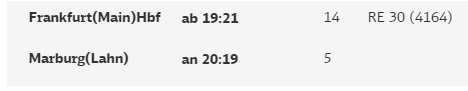 Frankfurt(Main)Hbf ab 19:21 14 RE 30 (4164)
Marburg(Lahn) an 20:19 5